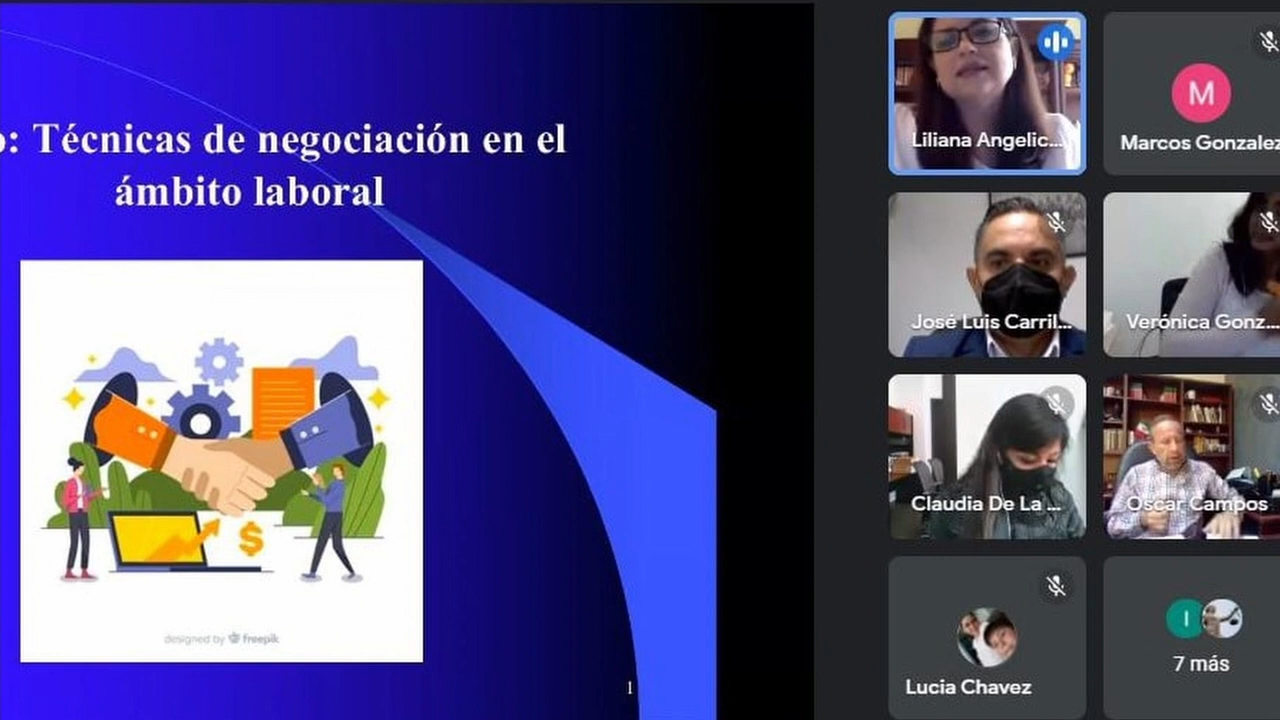 o: Técnicas de negociación en el
ámbito laboral
designed by freepik
1
Liliana Angelic...
M
Marcos Gonzalez
José Luis Carril...
Verónica Gonz...
Claudia De La ...
Oscar Campos
Lucia Chavez
I
7 más